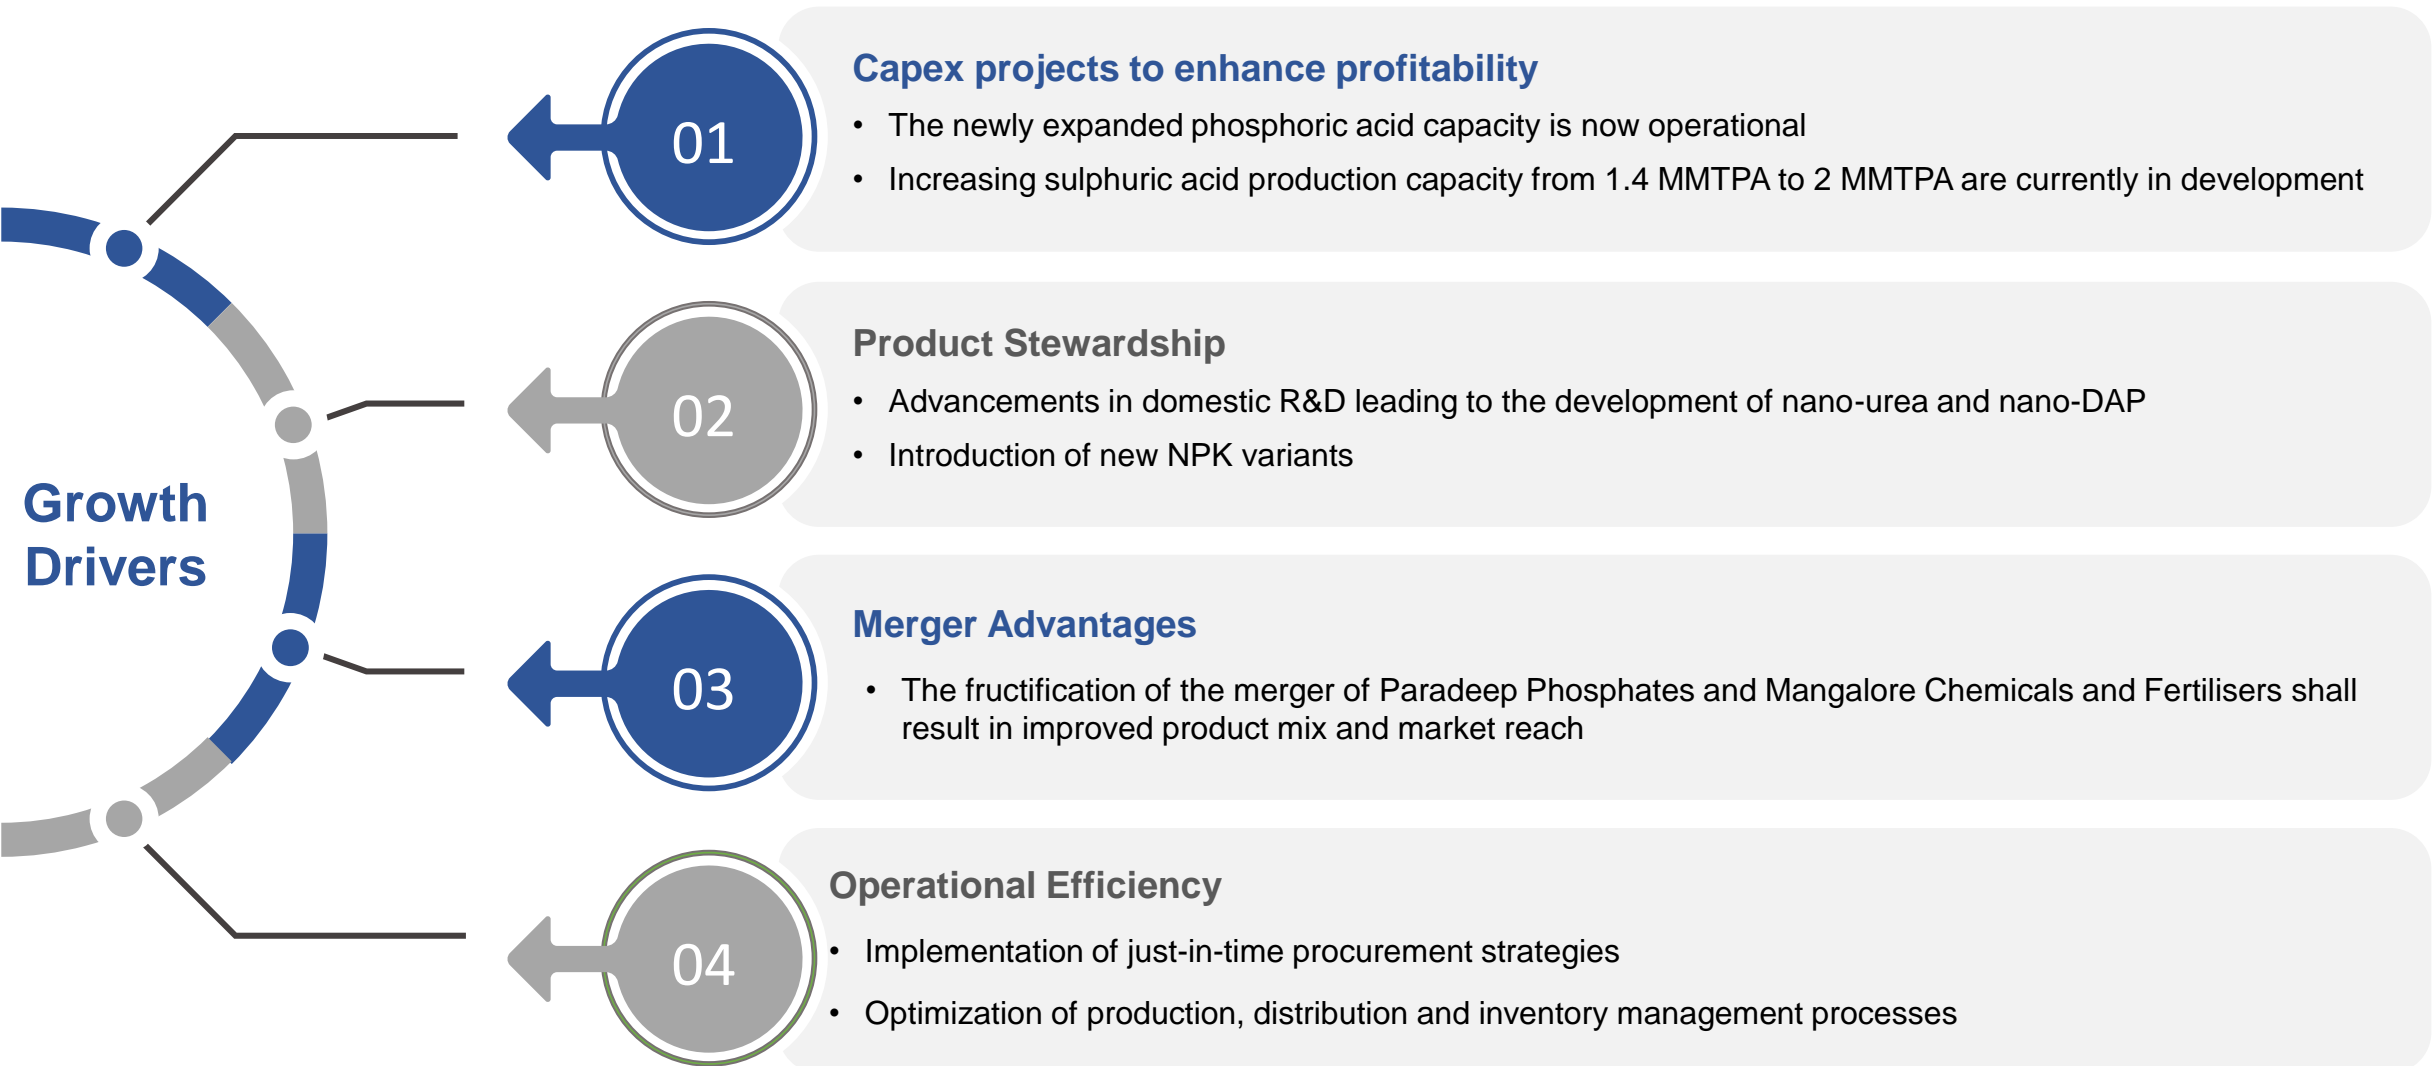 Growth
Drivers
01
Capex projects to enhance profitability
• The newly expanded phosphoric acid capacity is now operational
• Increasing sulphuric acid production capacity from 1.4 MMTPA to 2 MMTPA are currently in development
02
Product Stewardship
• Advancements in domestic R&D leading to the development of nano-urea and nano-DAP
• Introduction of new NPK variants
03
Merger Advantages
• The fructification of the merger of Paradeep Phosphates and Mangalore Chemicals and Fertilisers shall
result in improved product mix and market reach
04
Operational Efficiency
• Implementation of just-in-time procurement strategies
• Optimization of production, distribution and inventory management processes